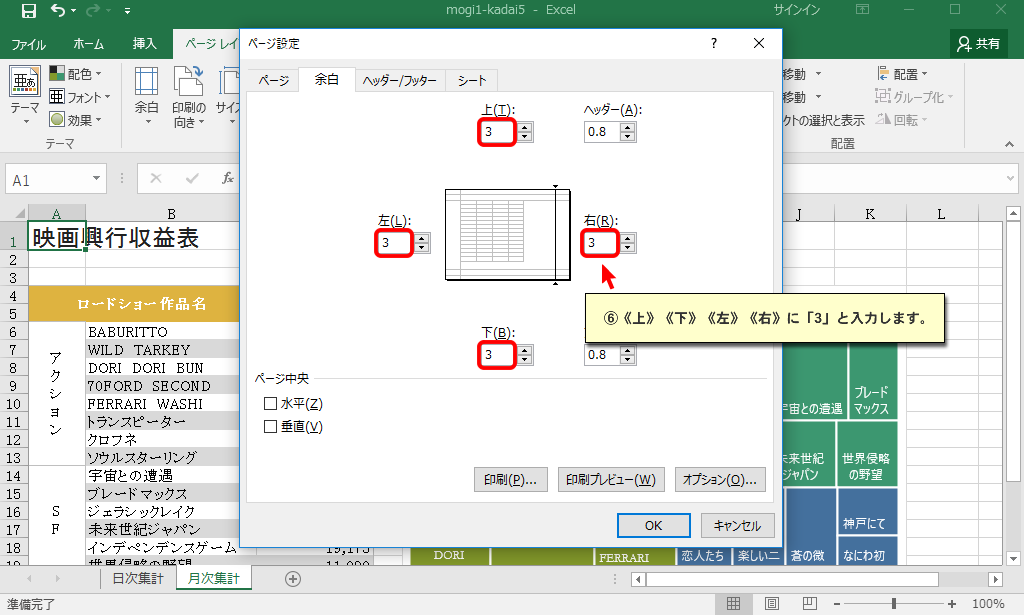 mogi1-kadai5 - Excel
サインイン
ファイル ホーム 挿入 ページ レイ
共有
配色
フォント
効果
テーマ
テーマ
余白
印刷の
向き
サイズ
移動
移動
クトの選択と表示
配置
グループ化
回転
配置
ページ設定
? ×
ページ 余白 ヘッダー/フッター シート
上(T):
3
ヘッダー(A):
0.8
左(L):
3
右(R):
3
⑥《上》《下》《左》《右》に「3」と入力します。
下(B):
3
0.8
ページ中央
水平(Z)
垂直(V)
印刷(P)... 印刷プレビュー(W) オプション(O)...
OK キャンセル
A1
fx
A B J K L
1 映画興行収益表
2
3
4
ロードショー作品名
5
6 BABURITTO
7 WILD TARKEY
8 DORI DORI BUN
9 70FORD SECOND
10 FERRARI WASHI
11 トランスピーター
12 クロフネ
13 ソウルスターリング
アクション
14 宇宙との遭遇
15 ブレードマックス
16 ジェラシックレイク
17 未来世紀ジャパン
18 インデペンデンスゲーム 19,173
世界侵略の野望 11,090
SF
宇宙との遭遇
ブレード
マックス
未来世紀
ジャパン
世界侵略
の野望
神戸にて
DORI
FERRARI
恋人たち
楽しいニ
蒼の微
なにわ初
日次集計 月次集計
準備完了
100%